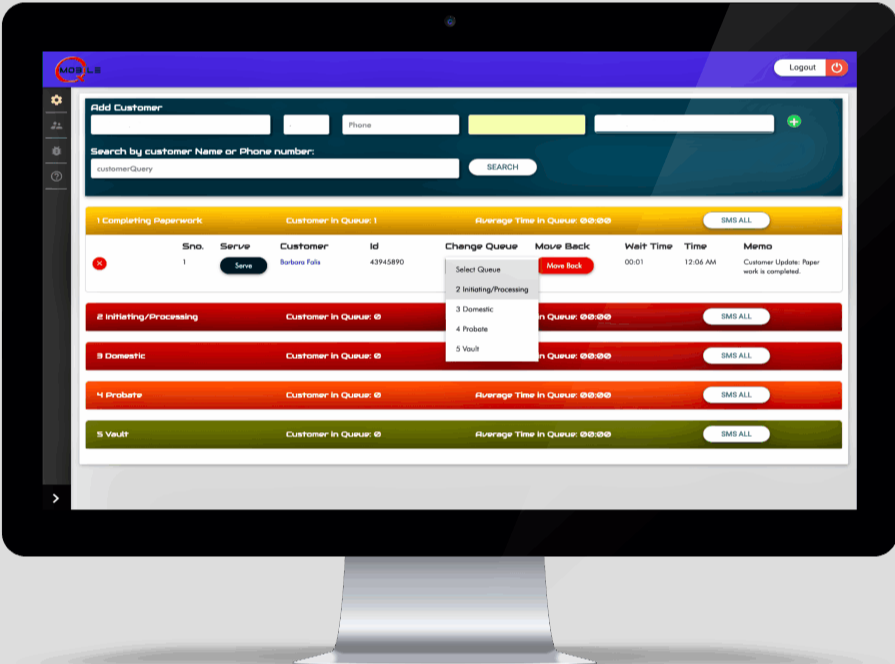 MOBILE
Logout
Add Customer
Phone
Search by customer Name or Phone number:
customerQuery
SEARCH
1 Completing Paperwork Customer in Queue: 1 Average Time in Queue: 00:00 SMS ALL
Sno. Serve Customer Id Change Queue Move Back Wait Time Time Memo
1 Serve Barbara Falis 43945890 Move Back 00:01 12:06 AM Customer Update: Paper
work is completed.
Select Queue
2 Initiating/Processing
3 Domestic
4 Probate
5 Vault
2 Initiating/Processing Customer in Queue: 0 n Queue: 00:00 SMS ALL
3 Domestic Customer in Queue: 0 n Queue: 00:00 SMS ALL
4 Probate Customer in Queue: 0 Average Time in Queue: 00:00 SMS ALL
5 Vault Customer in Queue: 0 Average Time in Queue: 00:00 SMS ALL